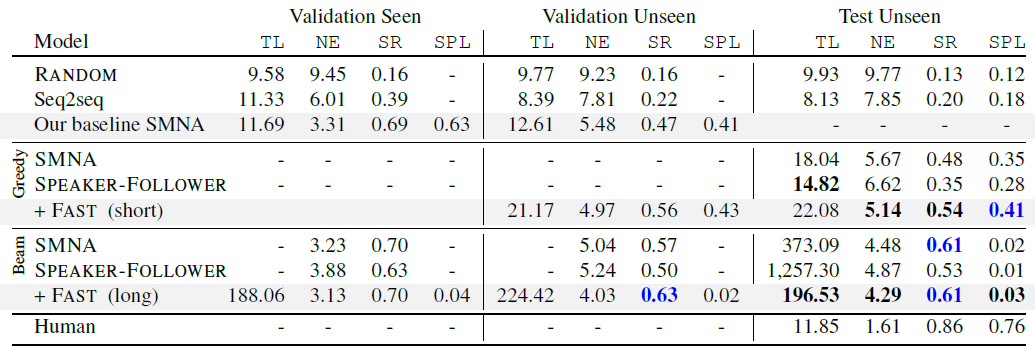 Validation Seen Validation Unseen Test Unseen
Model TL NE SR SPL TL NE SR SPL TL NE SR SPL
RANDOM 9.58 9.45 0.16 - 9.77 9.23 0.16 - 9.93 9.77 0.13 0.12
Seq2seq 11.33 6.01 0.39 - 8.39 7.81 0.22 - 8.13 7.85 0.20 0.18
Our baseline SMNA 11.69 3.31 0.69 0.63 12.61 5.48 0.47 0.41 - - - -
Greedy
SMNA - - - - - - - - 18.04 5.67 0.48 0.35
SPEAKER-FOLLOWER - - - - - - - - 14.82 6.62 0.35 0.28
+ FAST (short) 21.17 4.97 0.56 0.43 22.08 5.14 0.54 0.41
Beam
SMNA - 3.23 0.70 - - 5.04 0.57 - 373.09 4.48 0.61 0.02
SPEAKER-FOLLOWER - 3.88 0.63 - - 5.24 0.50 - 1,257.30 4.87 0.53 0.01
+ FAST (long) 188.06 3.13 0.70 0.04 224.42 4.03 0.63 0.02 196.53 4.29 0.61 0.03
Human - - - - - - - - 11.85 1.61 0.86 0.76